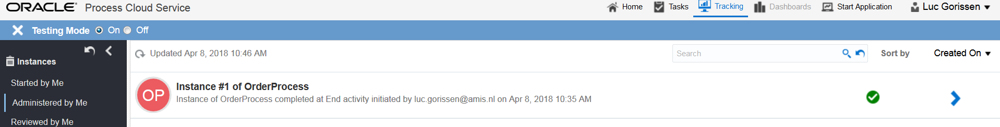 ORACLE Process Cloud Service
Home Tasks Tracking Dashboards Start Application Luc Gorissen
Testing Mode On Off
Instances
Started by Me
Administered by Me
Reviewed by Me
Updated Apr 8, 2018 10:46 AM
Search
Sort by Created On
OP
Instance #1 of OrderProcess
Instance of OrderProcess completed at End activity initiated by luc.gorissen@amis.nl on Apr 8, 2018 10:35 AM